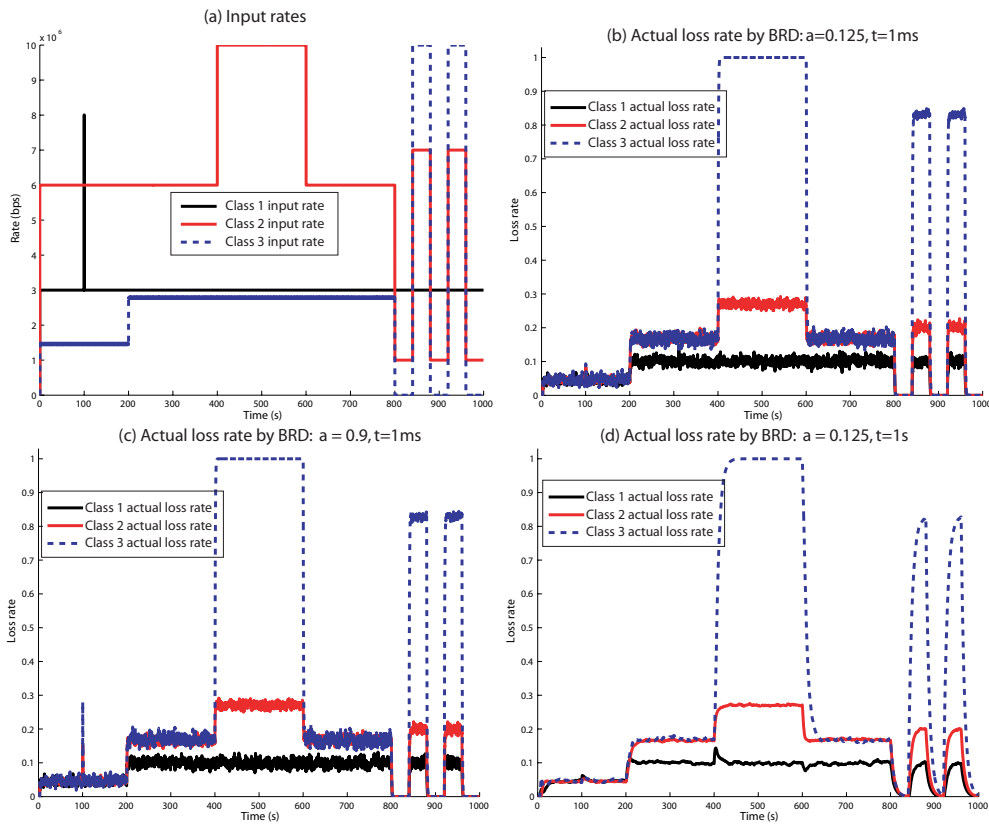 (a) Input rates
x 10 6
10
9
8
7
6
5
4
3
2
1
0
Rate (bps)
Class 1 input rate
Class 2 input rate
Class 3 input rate
0 100 200 300 400 500 600 700 800 900 1000
Time (s)
(b) Actual loss rate by BRD: a=0.125, t=1ms
1
0.9
0.8
0.7
0.6
0.5
0.4
0.3
0.2
0.1
0
Loss rate
Class 1 actual loss rate
Class 2 actual loss rate
Class 3 actual loss rate
0 100 200 300 400 500 600 700 800 900 1000
Time (s)
(c) Actual loss rate by BRD: a = 0.9, t=1ms
1
0.9
0.8
0.7
0.6
0.5
0.4
0.3
0.2
0.1
0
Loss rate
Class 1 actual loss rate
Class 2 actual loss rate
Class 3 actual loss rate
0 100 200 300 400 500 600 700 800 900 1000
Time (s)
(d) Actual loss rate by BRD: a = 0.125, t=1s
1
0.9
0.8
0.7
0.6
0.5
0.4
0.3
0.2
0.1
0
Loss rate
Class 1 actual loss rate
Class 2 actual loss rate
Class 3 actual loss rate
0 100 200 300 400 500 600 700 800 900 1000
Time (s)